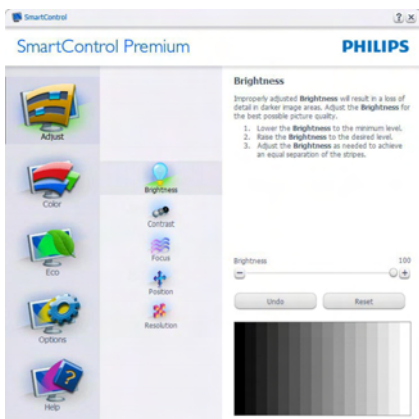 SmartControl
SmartControl Premium
PHILIPS
Adjust
Color
Eco
Options
Help
Brightness
Contrast
Focus
Position
Resolution
Brightness
Improperly adjusted Brightness will result in a loss of
detail in darker image areas. Adjust the Brightness for
the best possible picture quality.
1. Lower the Brightness to the minimum level.
2. Raise the Brightness to the desired level.
3. Adjust the Brightness as needed to achieve
an equal separation of the stripes.
Brightness 100
Undo Reset